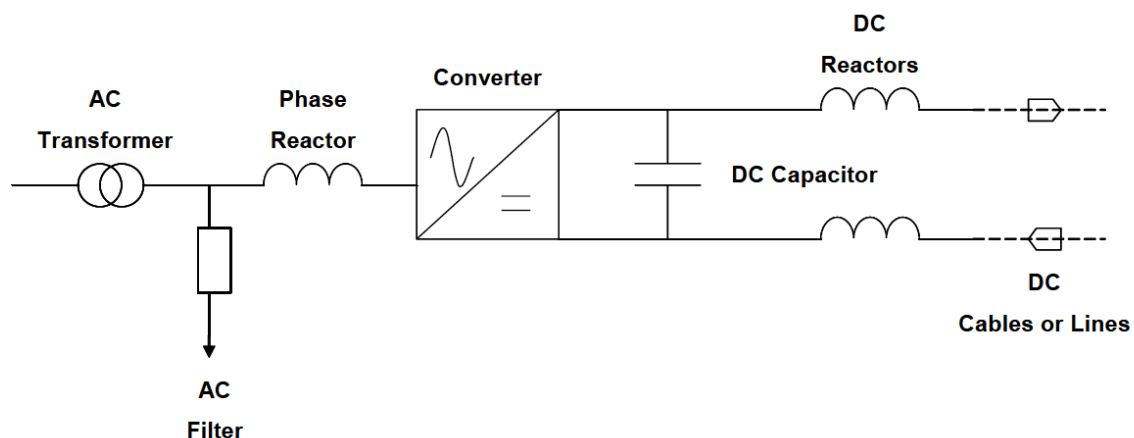 DC
Reactors
Converter
AC
Transformer
Phase
Reactor
DC Capacitor
DC
Cables or Lines
AC
Filter